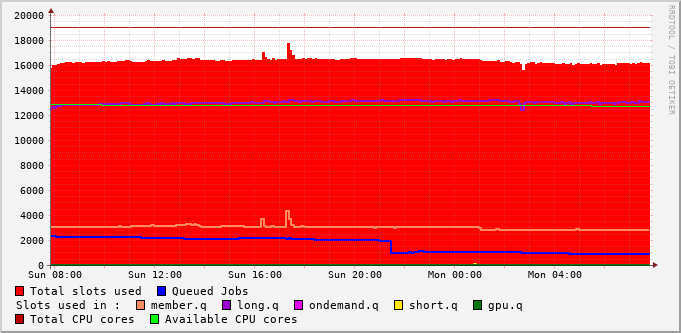 20000
18000
16000
14000
12000
10000
8000
6000
4000
2000
0
Sun 08:00 Sun 12:00 Sun 16:00 Sun 20:00 Mon 00:00 Mon 04:00
Total slots used Queued Jobs
Slots used in : member.q long.q ondemand.q short.q gpu.q
Total CPU cores Available CPU cores
RRDTOOL / TOBI OETIKER